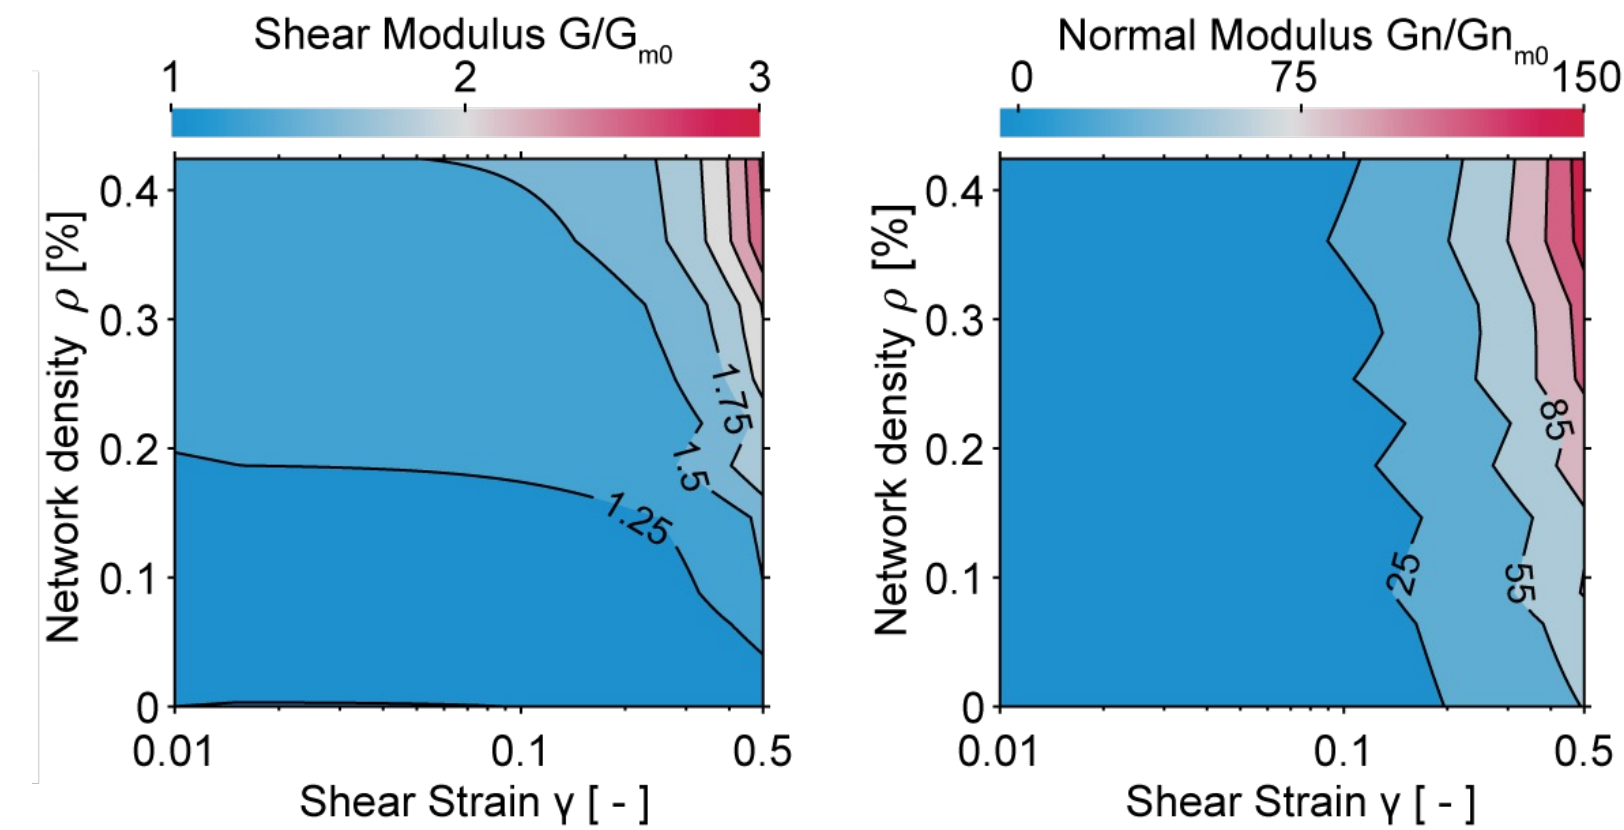 Shear Modulus G/Gm0
1 2 3
Network density ρ [%]
0.4
0.3
0.2
0.1
0
1.75
1.5
1.25
0.01 0.1 0.5
Shear Strain γ [ - ]
Normal Modulus Gn/Gnm0
0 75 150
Network density ρ [%]
0.4
0.3
0.2
0.1
0
85
25
55
0.01 0.1 0.5
Shear Strain γ [ - ]